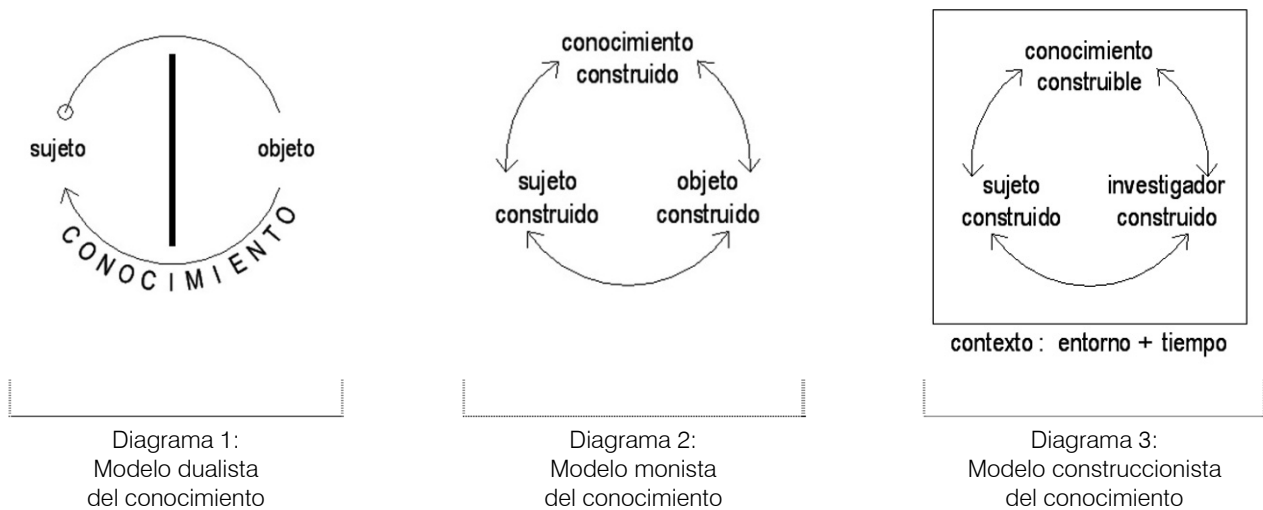 sujeto
objeto
CONOCIMIENTO
Diagrama 1:
Modelo dualista
del conocimiento
conocimiento
construido
sujeto
construido
objeto
construido
Diagrama 2:
Modelo monista
del conocimiento
conocimiento
construible
sujeto
construido
investigador
construido
contexto : entorno + tiempo
Diagrama 3:
Modelo construccionista
del conocimiento